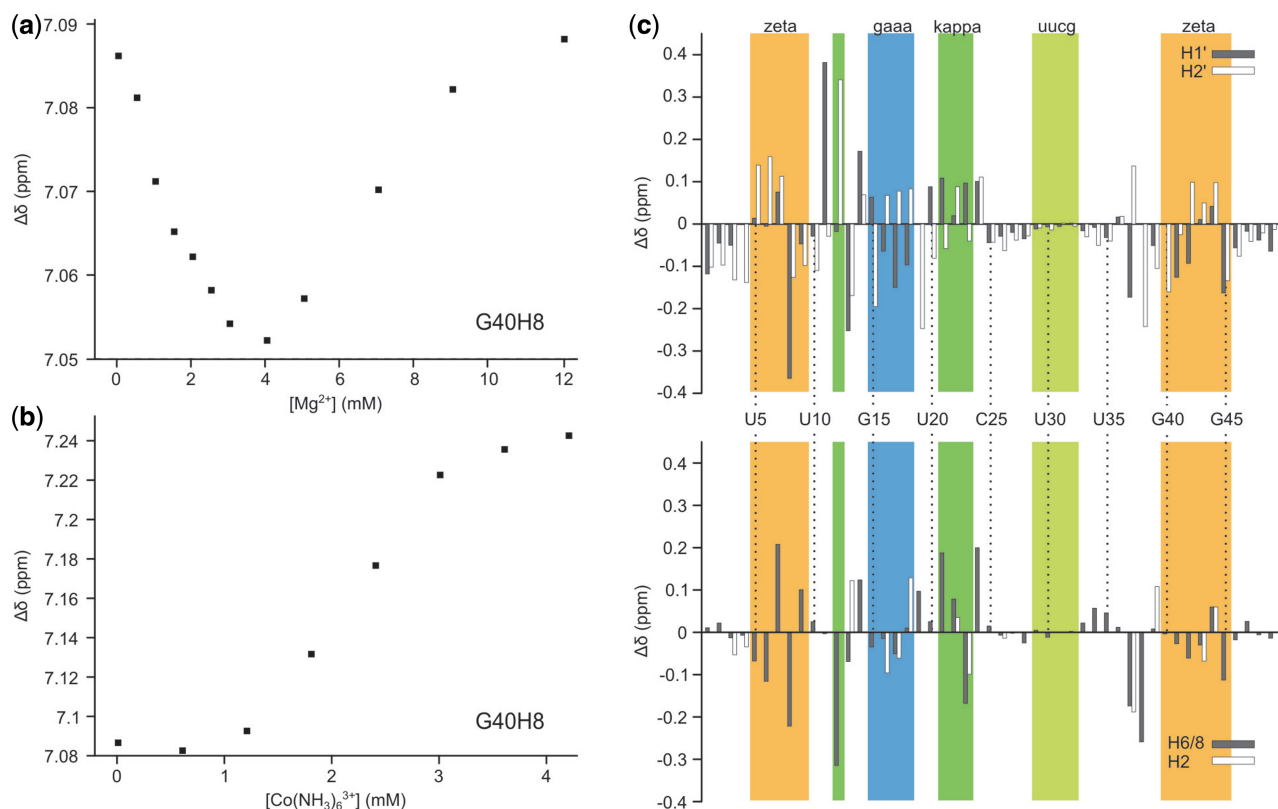 (a)
7.09
7.08
7.07
7.06
7.05
Δδ (ppm)
G40H8
0 2 4 6 8 10 12
[Mg²⁺] (mM)
(b)
7.24
7.22
7.2
7.18
7.16
7.14
7.12
7.1
7.08
Δδ (ppm)
G40H8
0 1 2 3 4
[Co(NH₃)₆³⁺] (mM)
(c)
zeta gaaa kappa uucg zeta
H1'
H2'
0.4
0.3
0.2
0.1
0
-0.1
-0.2
-0.3
-0.4
Δδ (ppm)
U5 U10 G15 U20 C25 U30 U35 G40 G45
0.4
0.3
0.2
0.1
0
-0.1
-0.2
-0.3
-0.4
Δδ (ppm)
H6/8
H2